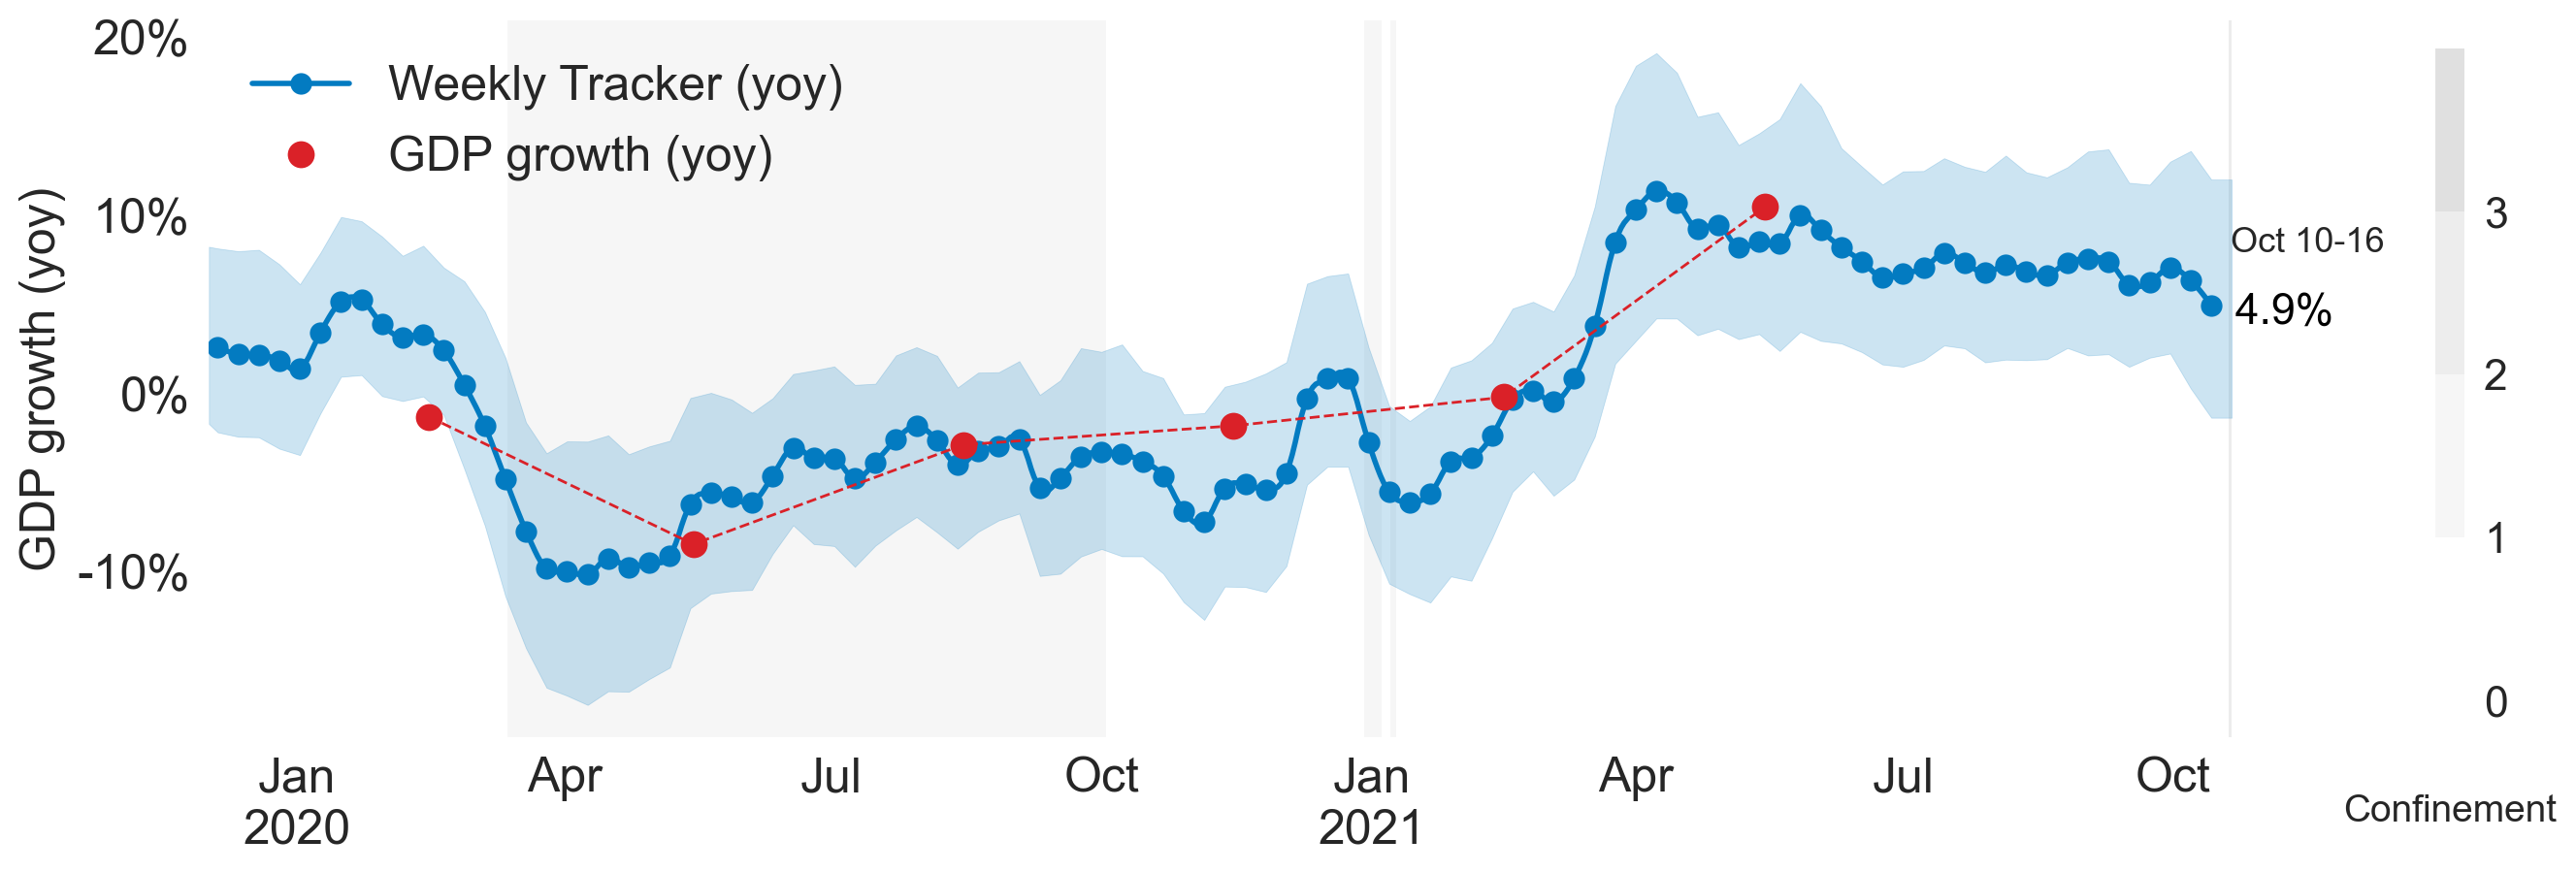 20%
10%
0%
-10%
GDP growth (yoy)
Weekly Tracker (yoy)
GDP growth (yoy)
Oct 10-16
4.9%
3
2
1
0
Confinement
Jan
2020
Apr
Jul
Oct
Jan
2021
Apr
Jul
Oct